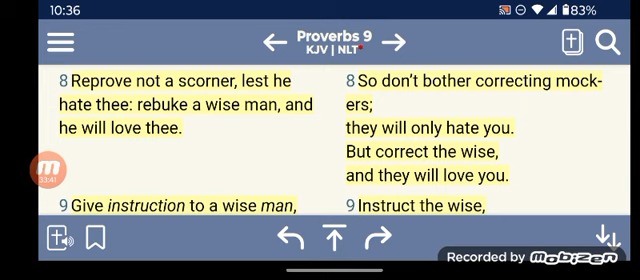 10:36
83%
Proverbs 9
KJV | NLT
8 Reprove not a scorner, lest he
hate thee: rebuke a wise man, and
he will love thee.
9 Give instruction to a wise man,
8 So don't bother correcting mock-
ers;
they will only hate you.
But correct the wise,
and they will love you.
9 Instruct the wise,
33:41
Recorded by mobizen